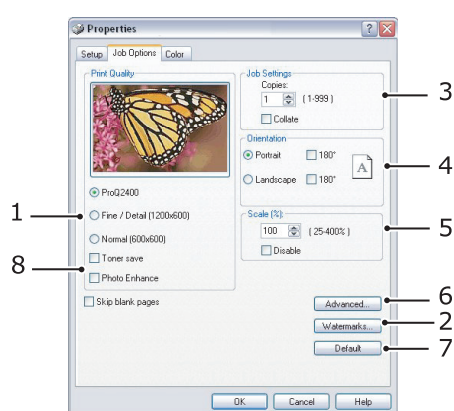 Properties
Setup Job Options Color
Print Quality
ProQ2400
Fine / Detail (1200x600)
Normal (600x600)
Toner save
Photo Enhance
Skip blank pages
Job Settings
Copies:
1 (1-999)
Collate
Orientation
Portrait 180°
Landscape 180°
A
Scale (%):
100 (25-400%)
Disable
Advanced...
Watermarks...
Default
OK Cancel Help
1
8
3
4
5
6
2
7